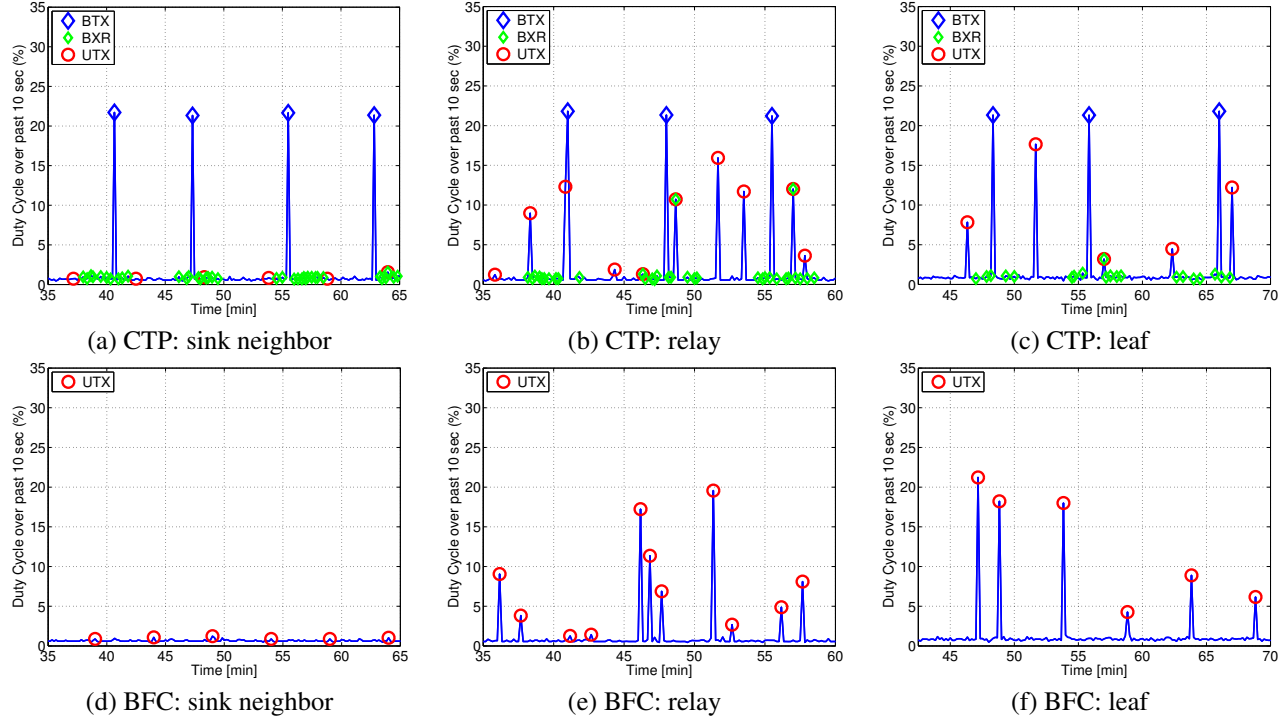 35
30
25
20
15
10
5
0
Duty Cycle over past 10 sec (%)
BTX
BXR
UTX
35 40 45 50 55 60 65
Time [min]
(a) CTP: sink neighbor
35
30
25
20
15
10
5
0
Duty Cycle over past 10 sec (%)
BTX
BXR
UTX
35 40 45 50 55 60
Time [min]
(b) CTP: relay
35
30
25
20
15
10
5
0
Duty Cycle over past 10 sec (%)
BTX
BXR
UTX
45 50 55 60 65 70
Time [min]
(c) CTP: leaf
35
30
25
20
15
10
5
0
Duty Cycle over past 10 sec (%)
UTX
35 40 45 50 55 60 65
Time [min]
(d) BFC: sink neighbor
35
30
25
20
15
10
5
0
Duty Cycle over past 10 sec (%)
UTX
35 40 45 50 55 60
Time [min]
(e) BFC: relay
35
30
25
20
15
10
5
0
Duty Cycle over past 10 sec (%)
UTX
45 50 55 60 65 70
Time [min]
(f) BFC: leaf